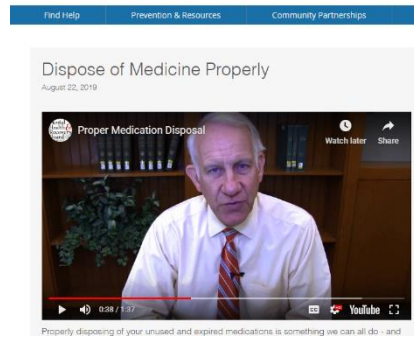 Find Help Prevention & Resources Community Partnerships
Dispose of Medicine Properly
August 22, 2019
Proper Medication Disposal
Watch later Share
0:38 / 1:37
CC YouTube
Properly disposing of your unused and expired medications is something we can all do - and